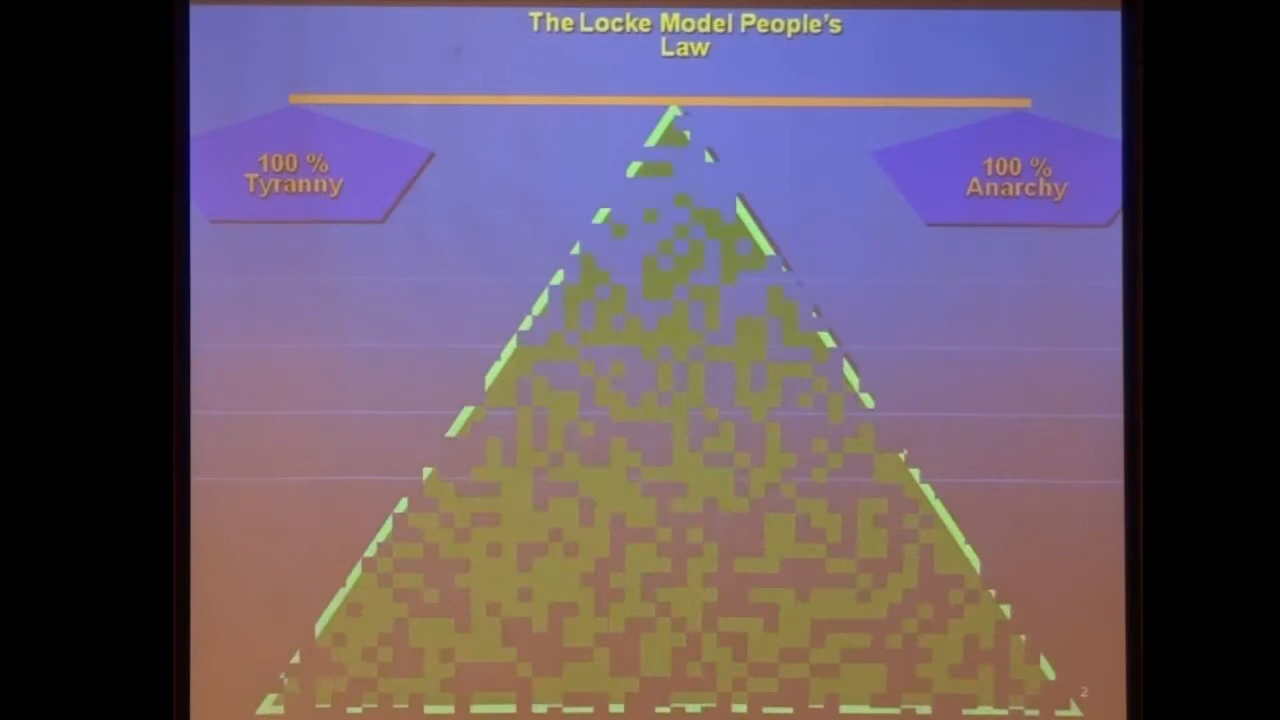 The Locke Model People's
Law
100 %
Tyranny
100 %
Anarchy
2